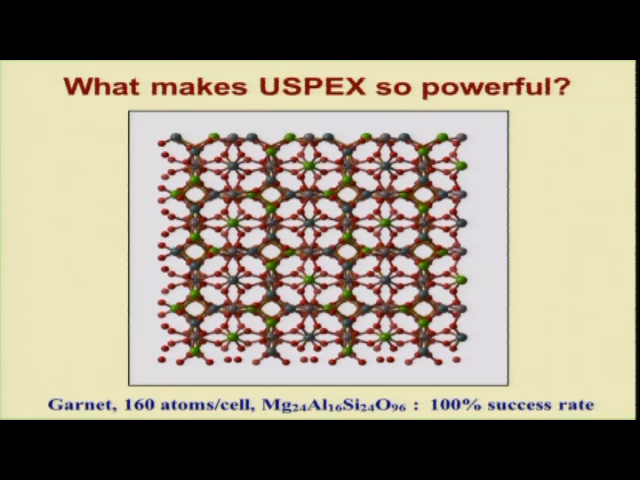 What makes USPEX so powerful?
Garnet, 160 atoms/cell, Mg₂₄Al₁₆Si₂₄O₉₆ : 100% success rate